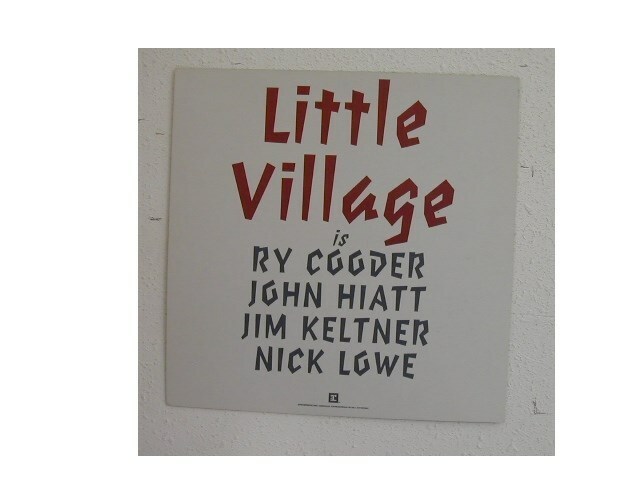 Little
Village
is
RY COODER
JOHN HIATT
JIM KELTNER
NICK LOWE